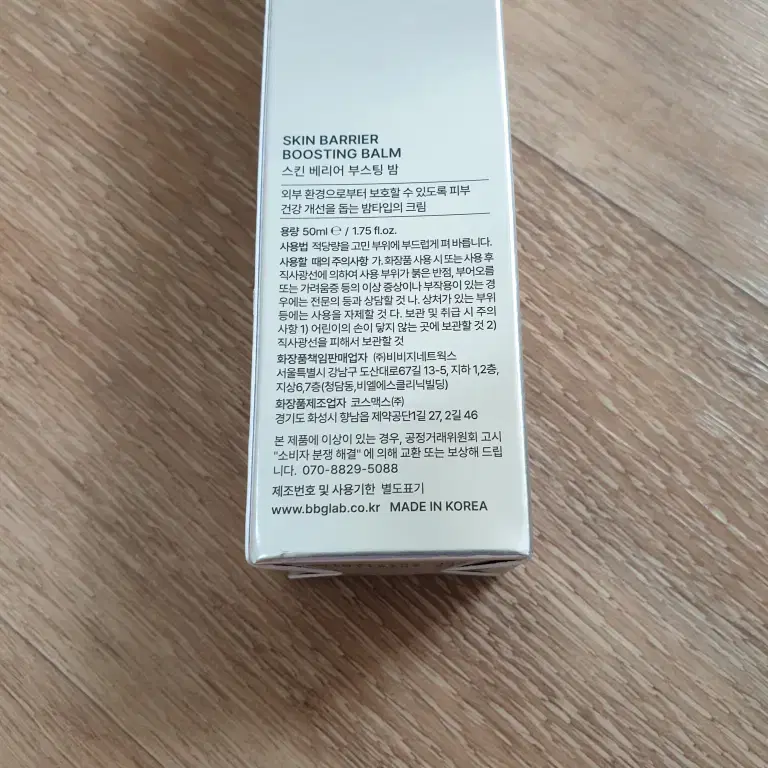 SKIN BARRIER
BOOSTING BALM
스킨 베리어 부스팅 밤
외부 환경으로부터 보호할 수 있도록 피부
건강 개선을 돕는 밤타입의 크림
용량 50ml ℮ / 1.75 fl.oz.
사용법 적당량을 고민 부위에 부드럽게 펴 바릅니다.
사용할 때의 주의사항 가. 화장품 사용 시 또는 사용 후
직사광선에 의하여 사용 부위가 붉은 반점, 부어오름
또는 가려움증 등의 이상 증상이나 부작용이 있는 경
우에는 전문의 등과 상담할 것 나. 상처가 있는 부위
등에는 사용을 자제할 것 다. 보관 및 취급 시 주의
사항 1) 어린이의 손이 닿지 않는 곳에 보관할 것 2)
직사광선을 피해서 보관할 것
화장품책임판매업자 (주)비비지네트웍스
서울특별시 강남구 도산대로67길 13-5, 지하 1,2층,
지상6,7층(청담동,비엘에스클리닉빌딩)
화장품제조업자 코스맥스(주)
경기도 화성시 향남읍 제약공단1길 27, 2길 46
본 제품에 이상이 있는 경우, 공정거래위원회 고시
"소비자 분쟁 해결" 에 의해 교환 또는 보상해 드립
니다. 070-8829-5088
제조번호 및 사용기한 별도표기
www.bbglab.co.kr MADE IN KOREA